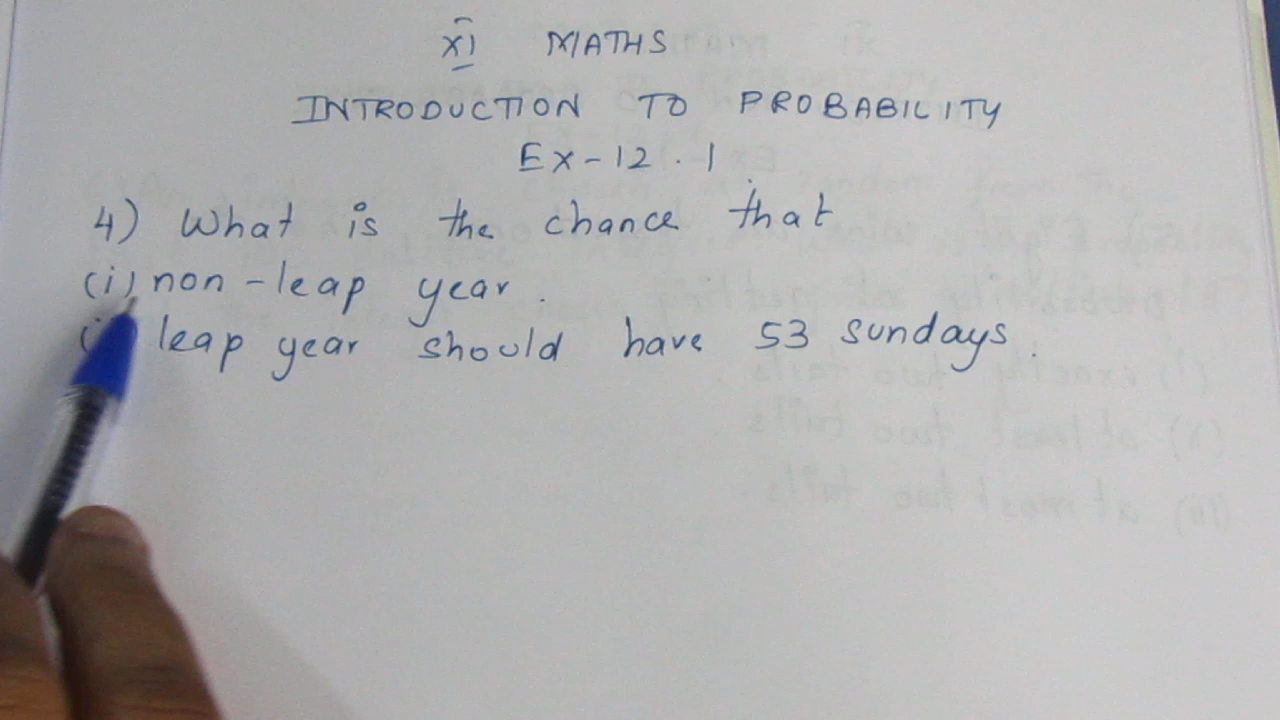 XI MATHS
INTRODUCTION TO PROBABILITY
Ex-12.1
4) What is the chance that
(i) non-leap year.
leap year should have 53 sundays.